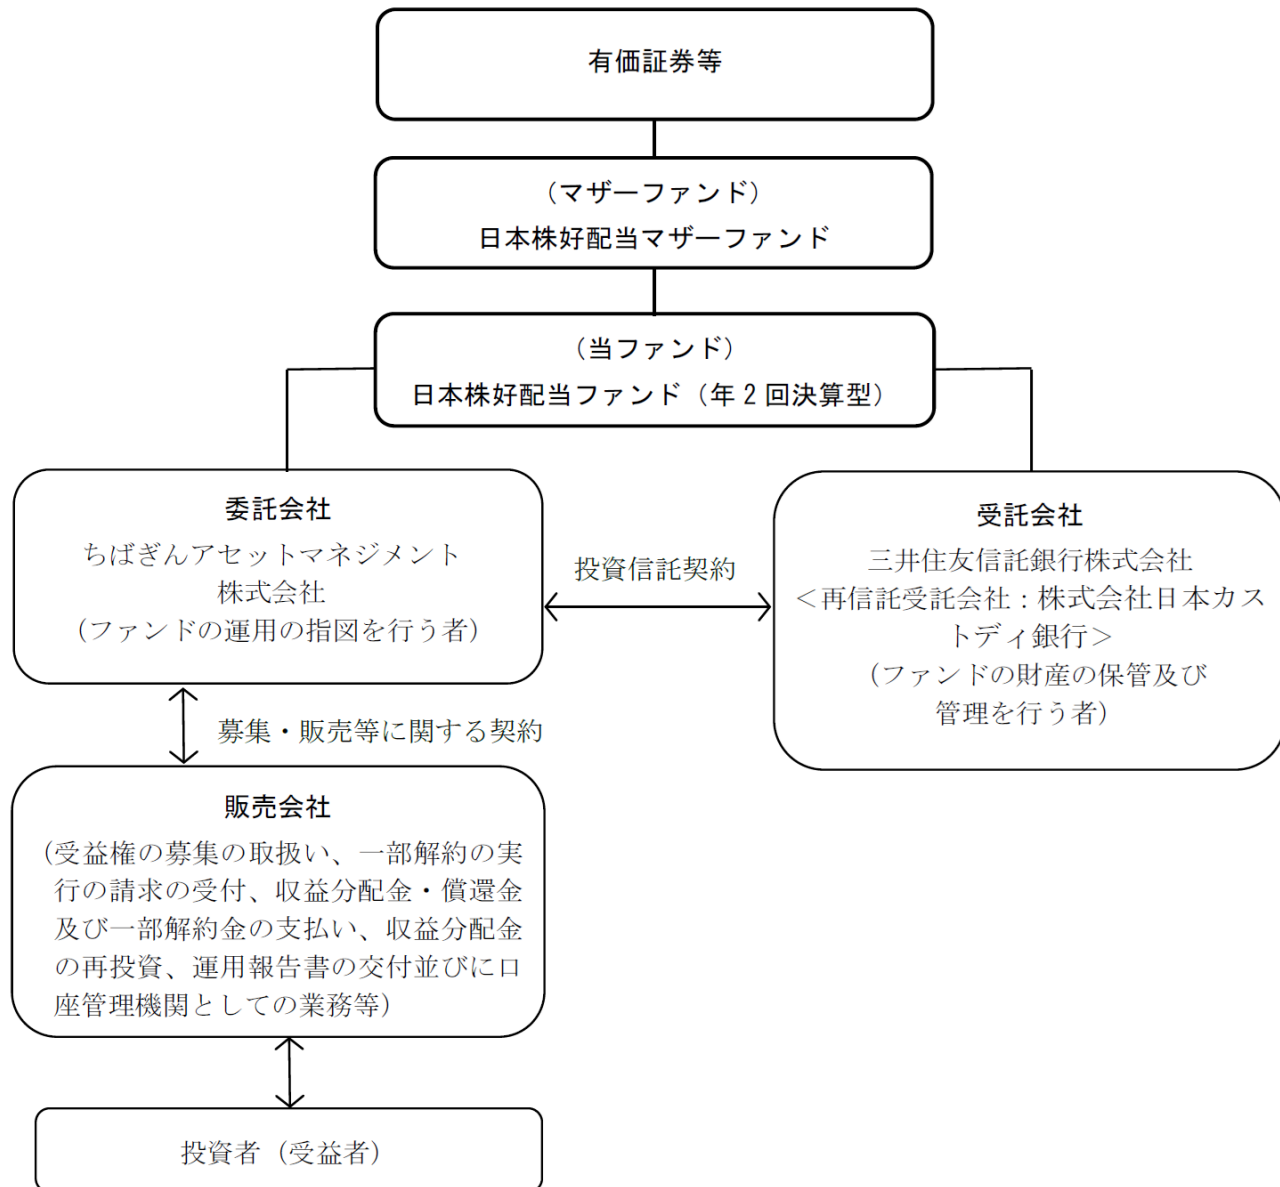 有価証券等
（マザーファンド）
日本株好配当マザーファンド
（当ファンド）
日本株好配当ファンド（年２回決算型）
委託会社
ちばぎんアセットマネジメント
株式会社
（ファンドの運用の指図を行う者）
投資信託契約
受託会社
三井住友信託銀行株式会社
＜再信託受託会社：株式会社日本カス
トディ銀行＞
（ファンドの財産の保管及び
管理を行う者）
募集・販売等に関する契約
販売会社
（受益権の募集の取扱い、一部解約の実
行の請求の受付、収益分配金・償還金
及び一部解約金の支払い、収益分配金
の再投資、運用報告書の交付並びに口
座管理機関としての業務等）
投資者（受益者）